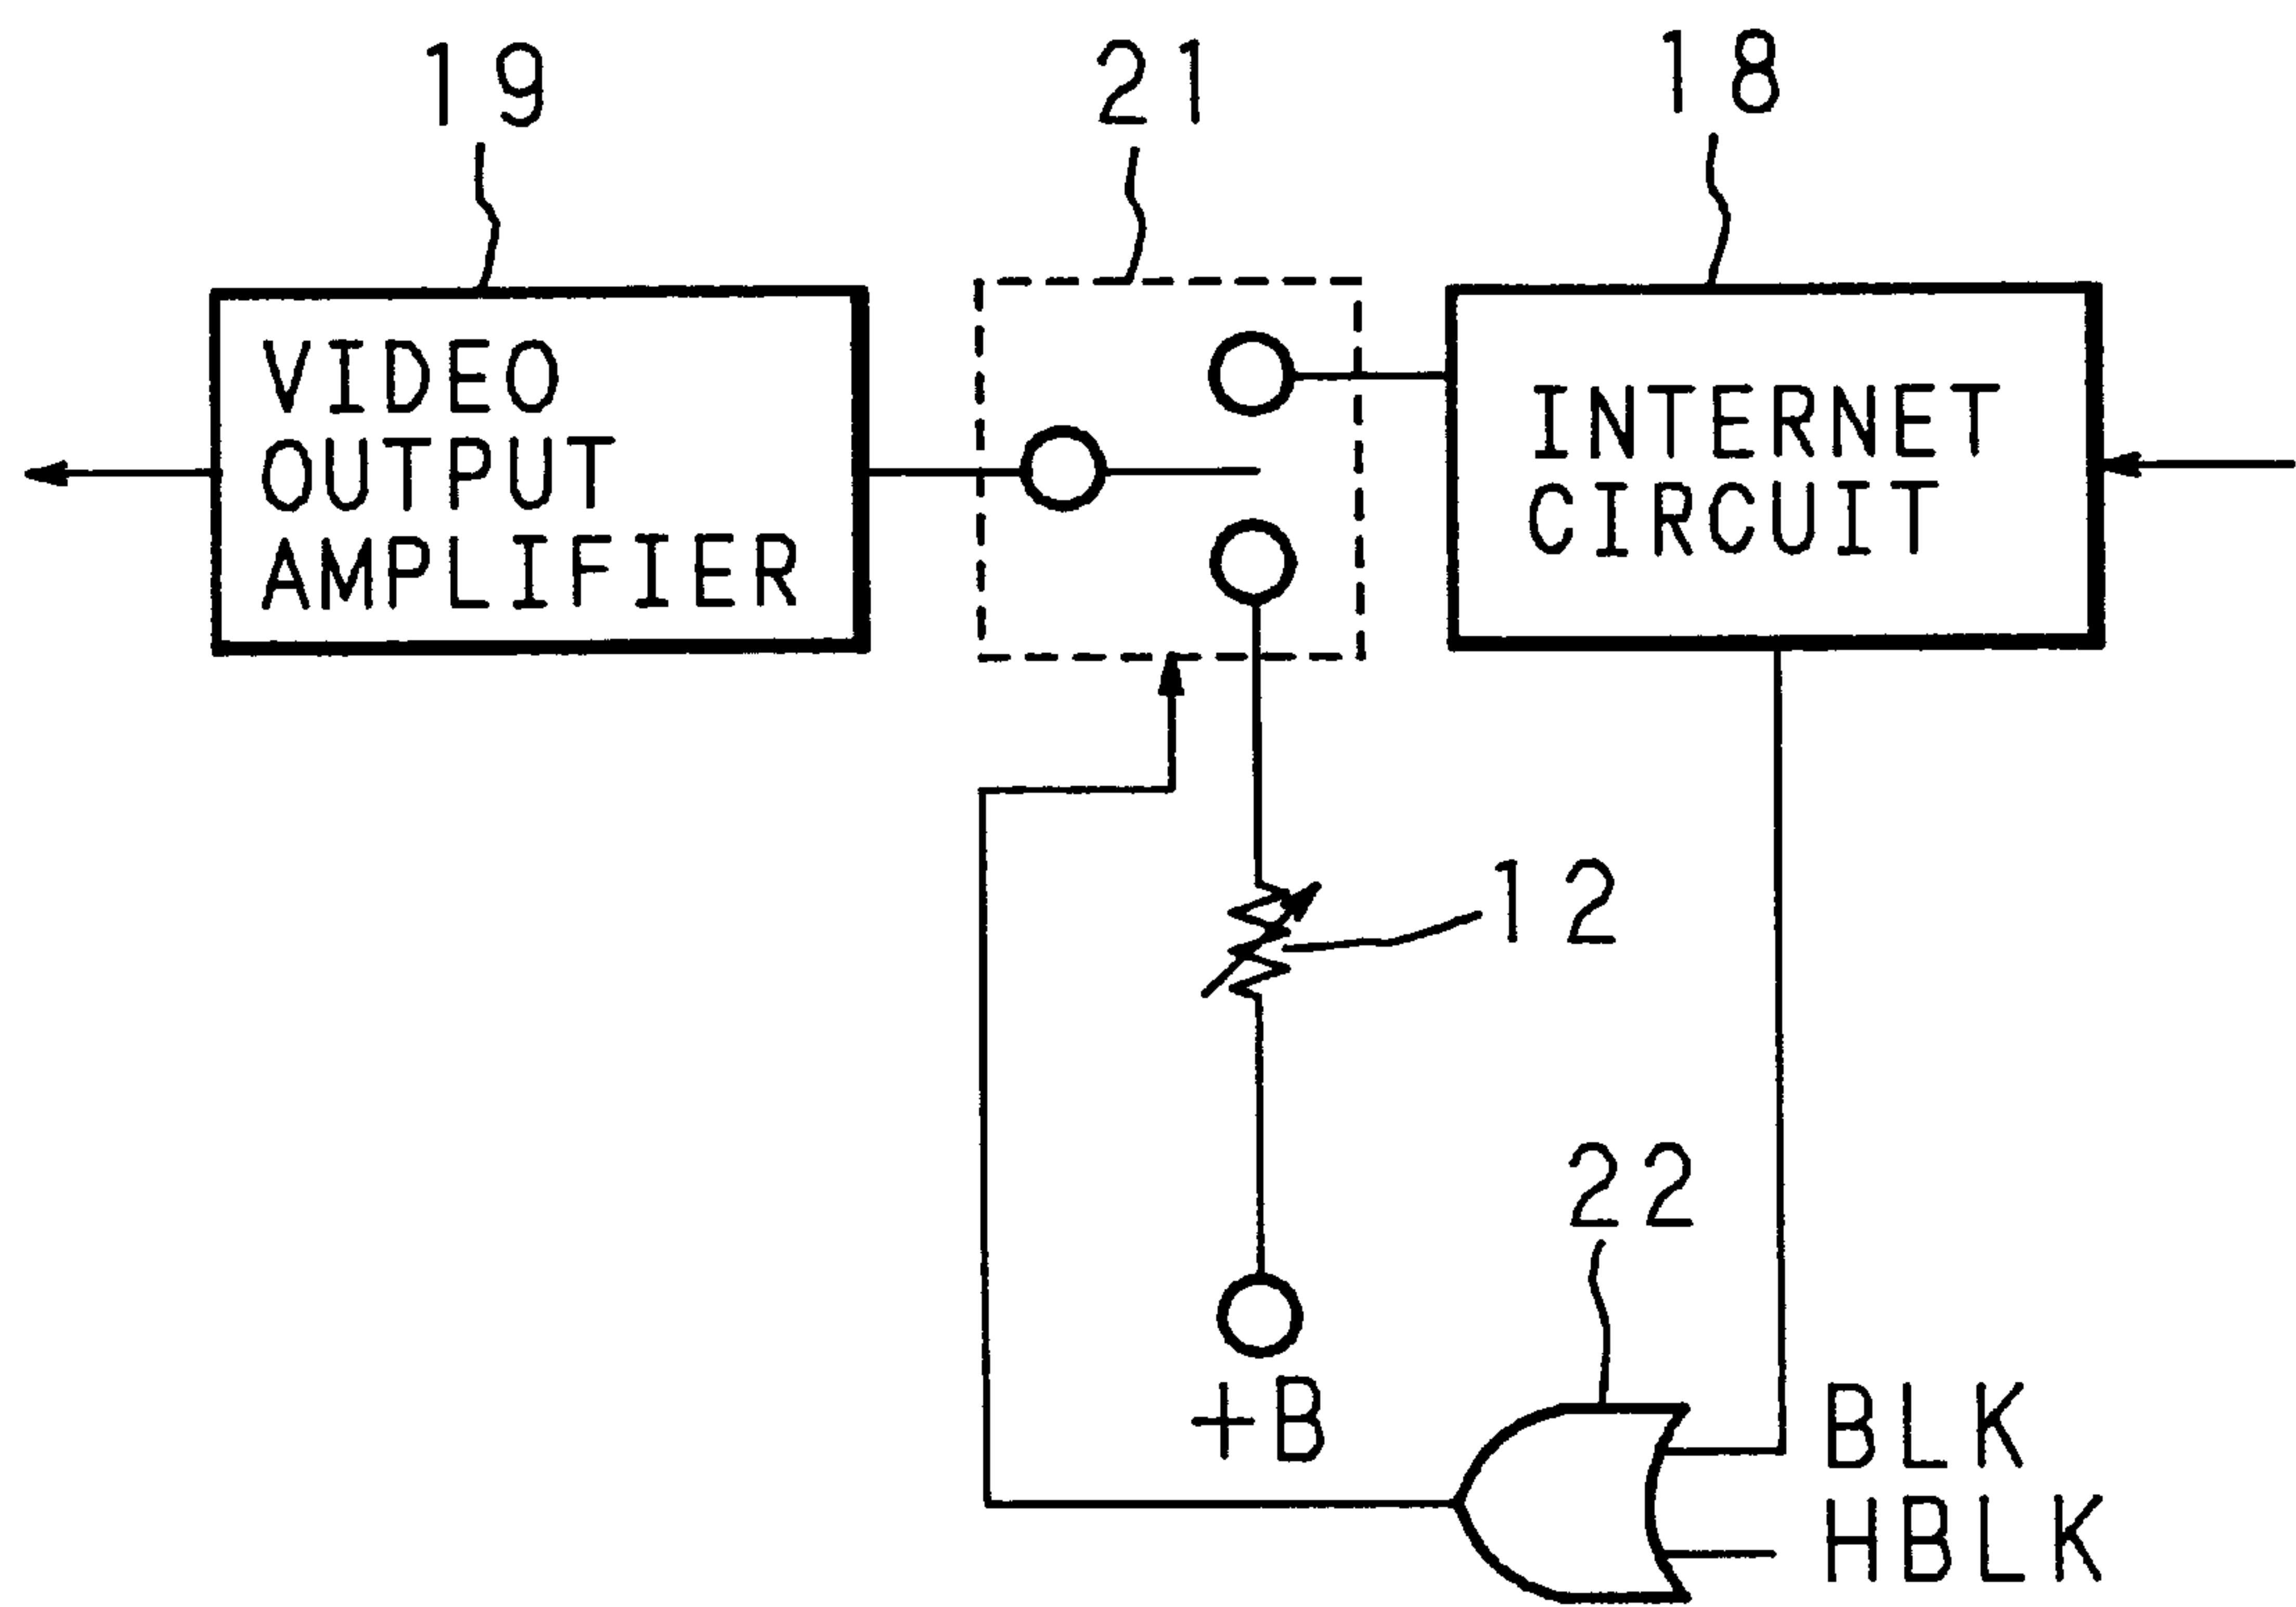 19
21
18
VIDEO
OUTPUT
AMPLIFIER
INTERNET
CIRCUIT
12
22
+B
BLK
HBLK